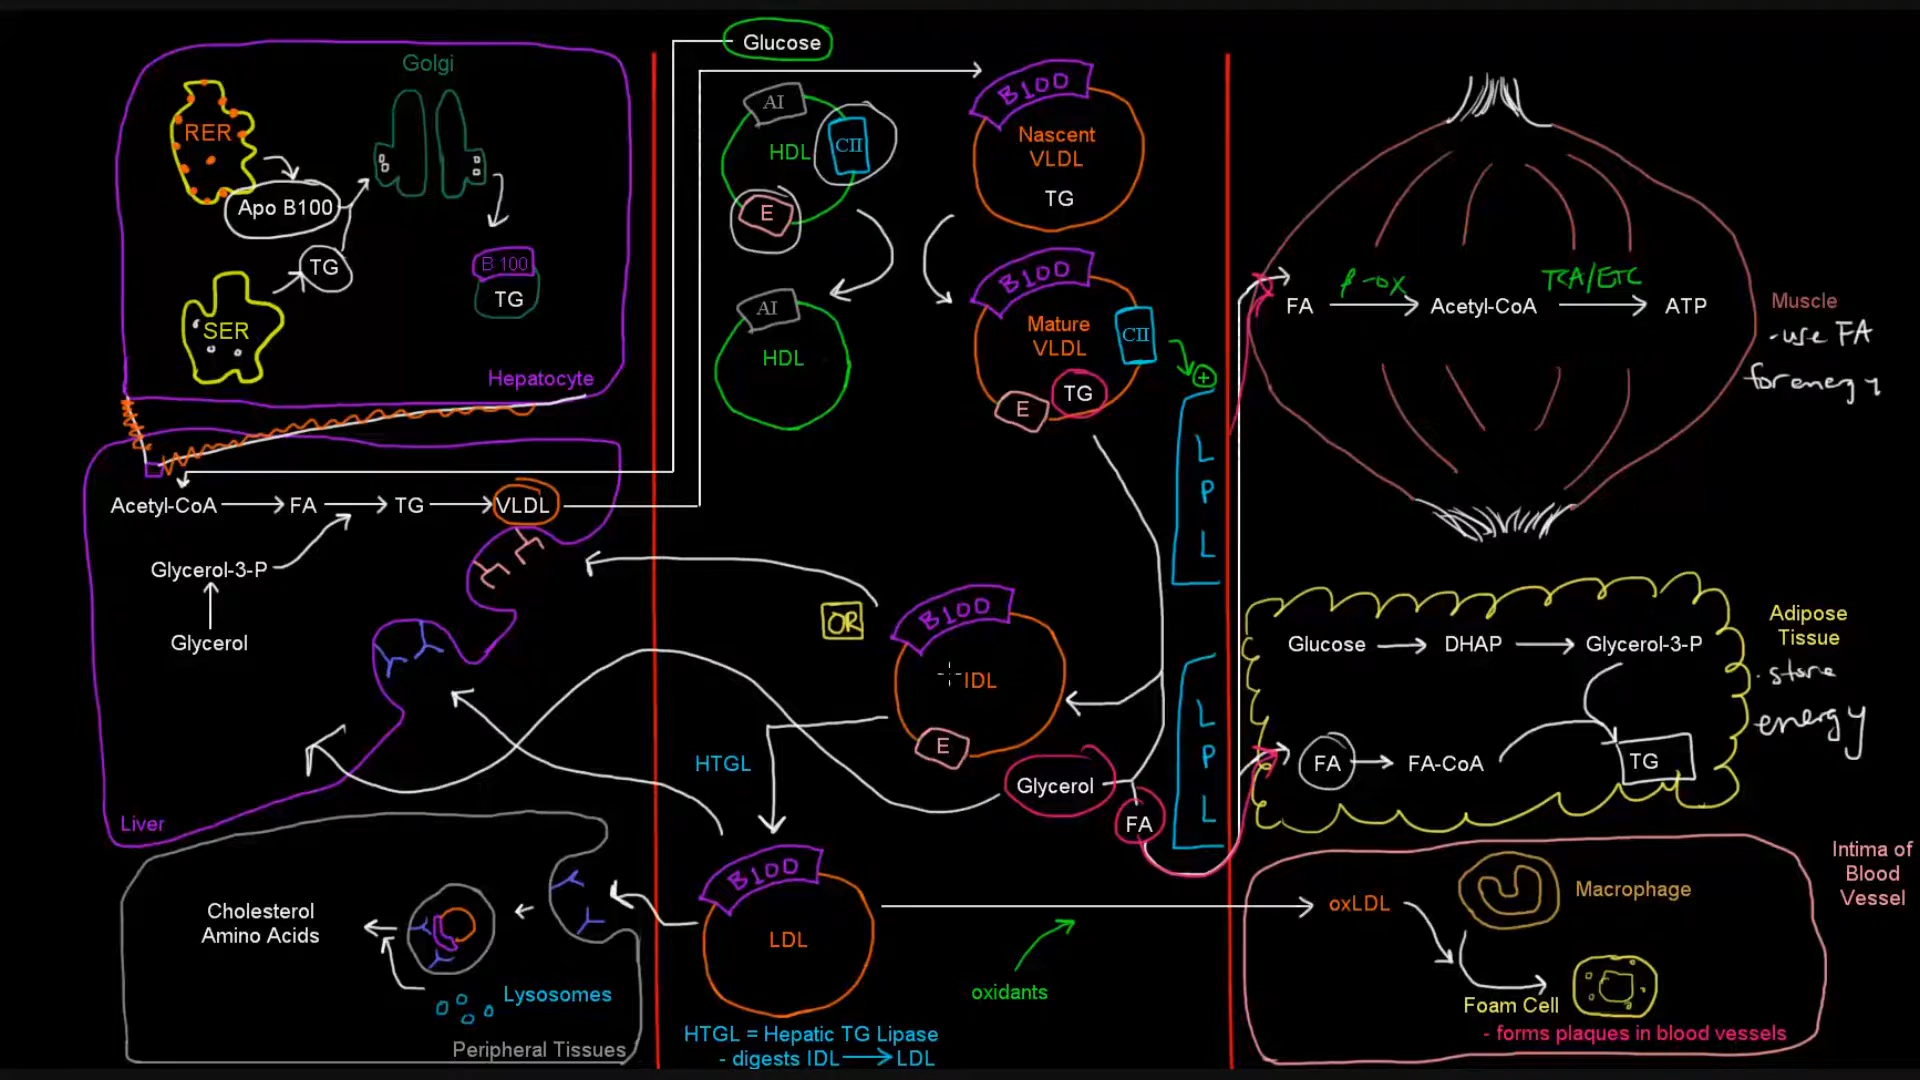 Golgi
RER
Apo B100
TG
SER
B 100
TG
Hepatocyte
Acetyl-CoA
FA
TG
VLDL
Glycerol-3-P
Glycerol
Liver
Cholesterol
Amino Acids
Lysosomes
Peripheral Tissues
Glucose
AI
HDL
CII
E
B100
Nascent
VLDL
TG
AI
HDL
B100
Mature
VLDL
CII
TG
E
+
LPL
OR
B100
IDL
E
HTGL
Glycerol
FA
LPL
B100
LDL
oxidants
HTGL = Hepatic TG Lipase
- digests IDL → LDL
FA
β-ox
Acetyl-CoA
TCA/ETC
ATP
Muscle
- use FA
for energy
Adipose
Tissue
- store
energy
Glucose
DHAP
Glycerol-3-P
FA
FA-CoA
TG
Intima of
Blood
Vessel
oxLDL
Macrophage
Foam Cell
- forms plaques in blood vessels